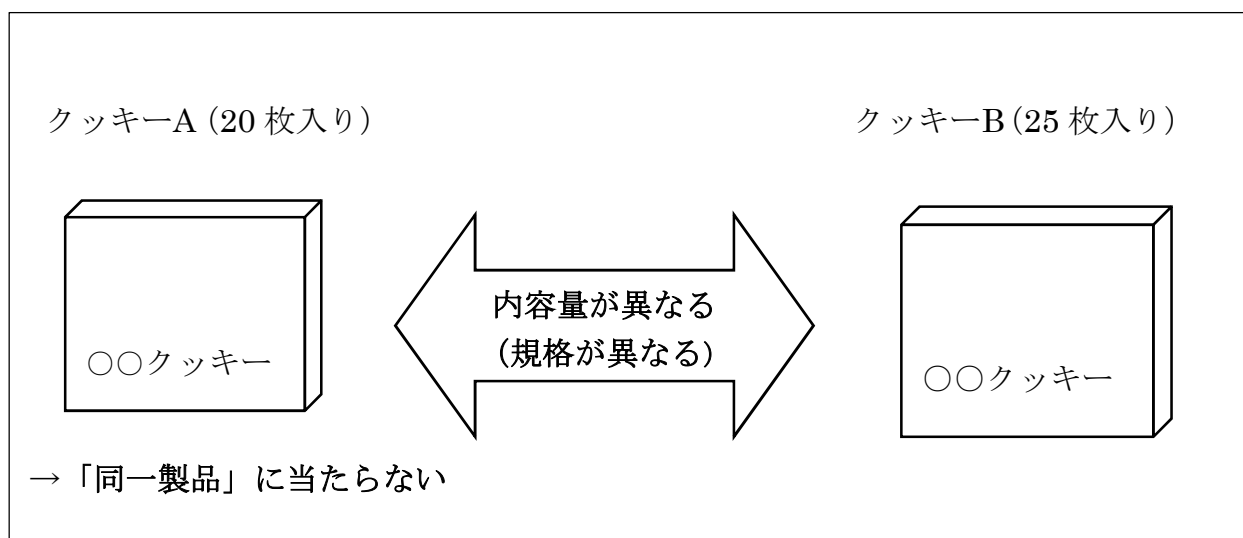 クッキーA（20 枚入り）
クッキーB（25 枚入り）
内容量が異なる
（規格が異なる）
○○クッキー
○○クッキー
→「同一製品」に当たらない